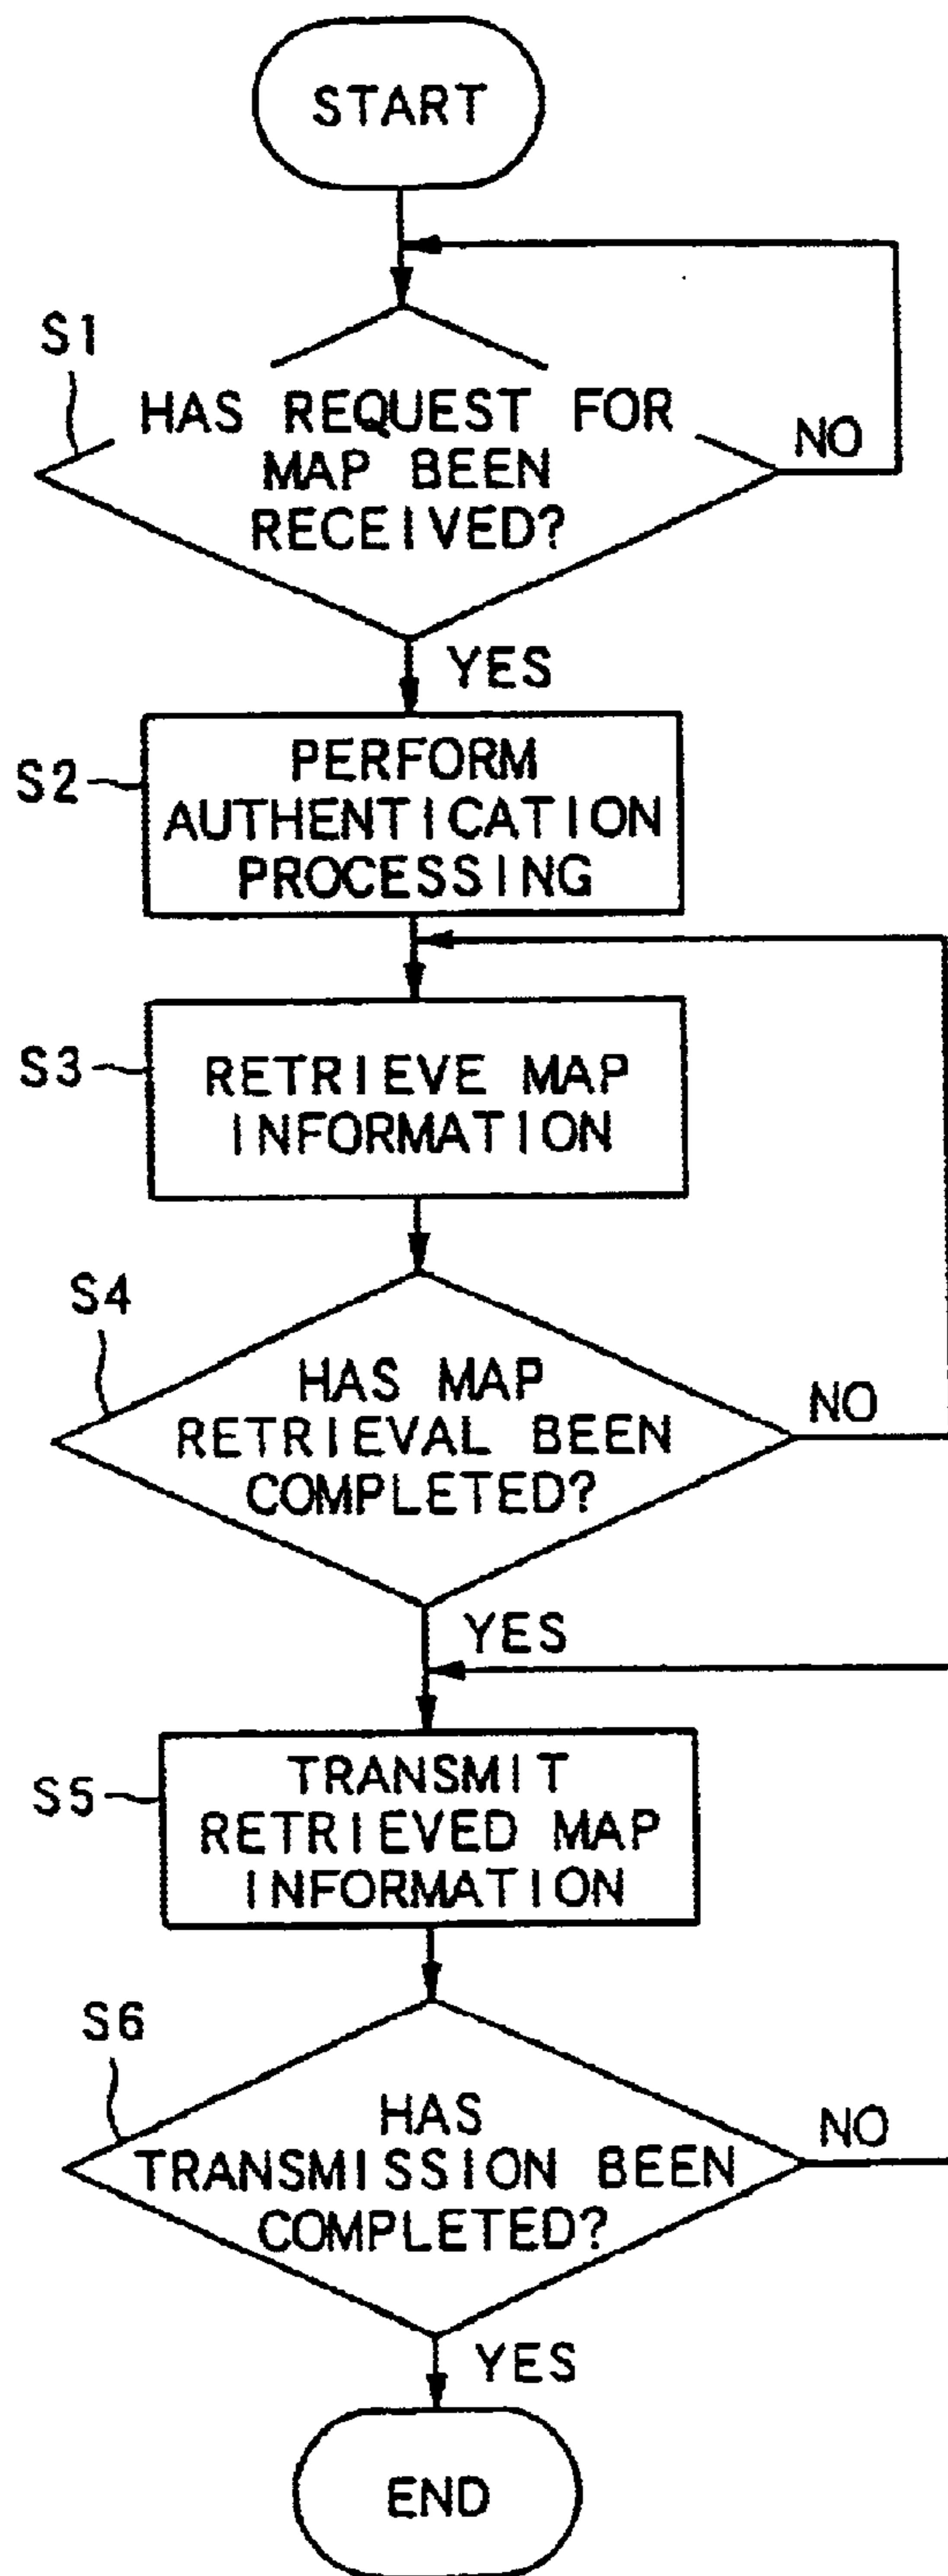 START
S1
HAS REQUEST FOR
MAP BEEN
RECEIVED?
NO
YES
S2
PERFORM
AUTHENTICATION
PROCESSING
S3
RETRIEVE MAP
INFORMATION
S4
HAS MAP
RETRIEVAL BEEN
COMPLETED?
NO
YES
S5
TRANSMIT
RETRIEVED MAP
INFORMATION
S6
HAS
TRANSMISSION BEEN
COMPLETED?
NO
YES
END